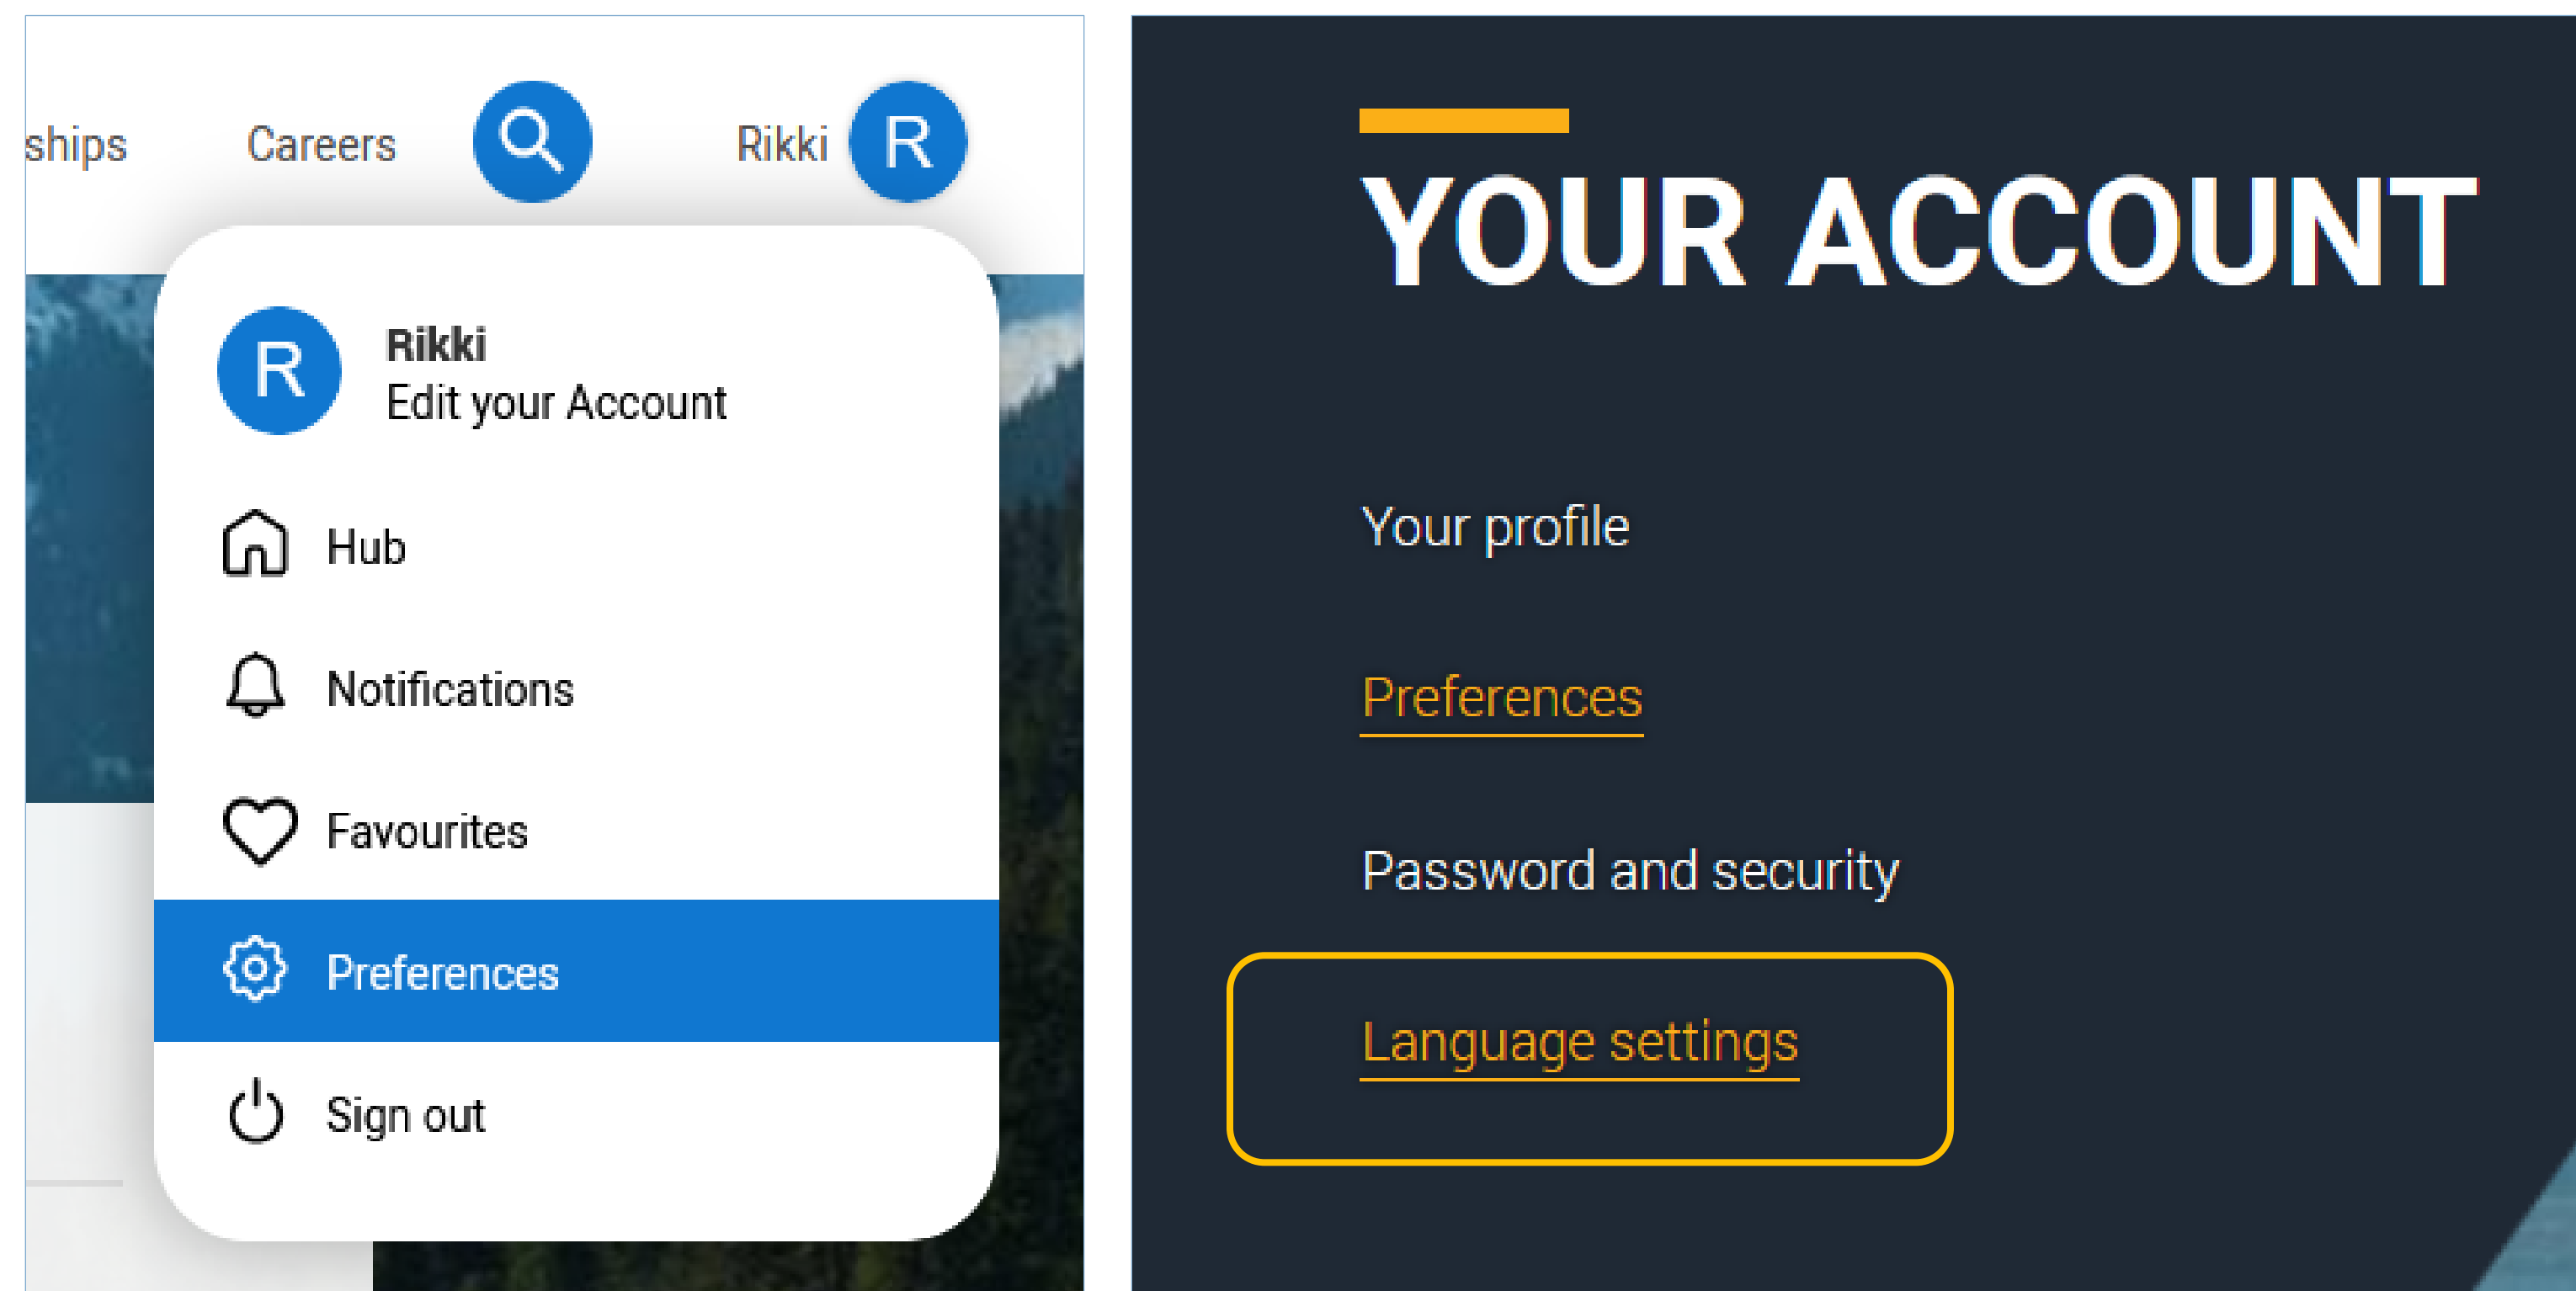 ships Careers Rikki R
R Rikki
Edit your Account
Hub
Notifications
Favourites
Preferences
Sign out
YOUR ACCOUNT
Your profile
Preferences
Password and security
Language settings